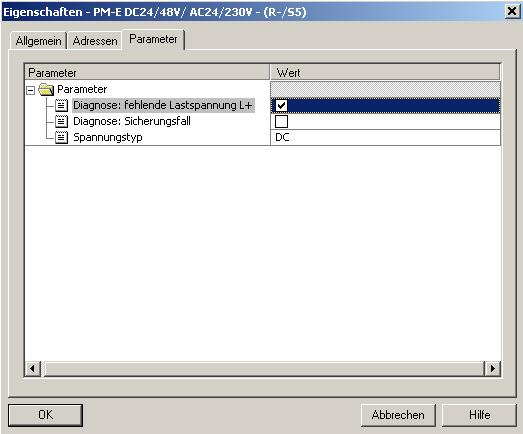 Eigenschaften - PM-E DC24/48V/ AC24/230V - (R-/S5)
Allgemein Adressen Parameter
Parameter Wert
Parameter
Diagnose: fehlende Lastspannung L+
Diagnose: Sicherungsfall
Spannungstyp DC
OK Abbrechen Hilfe